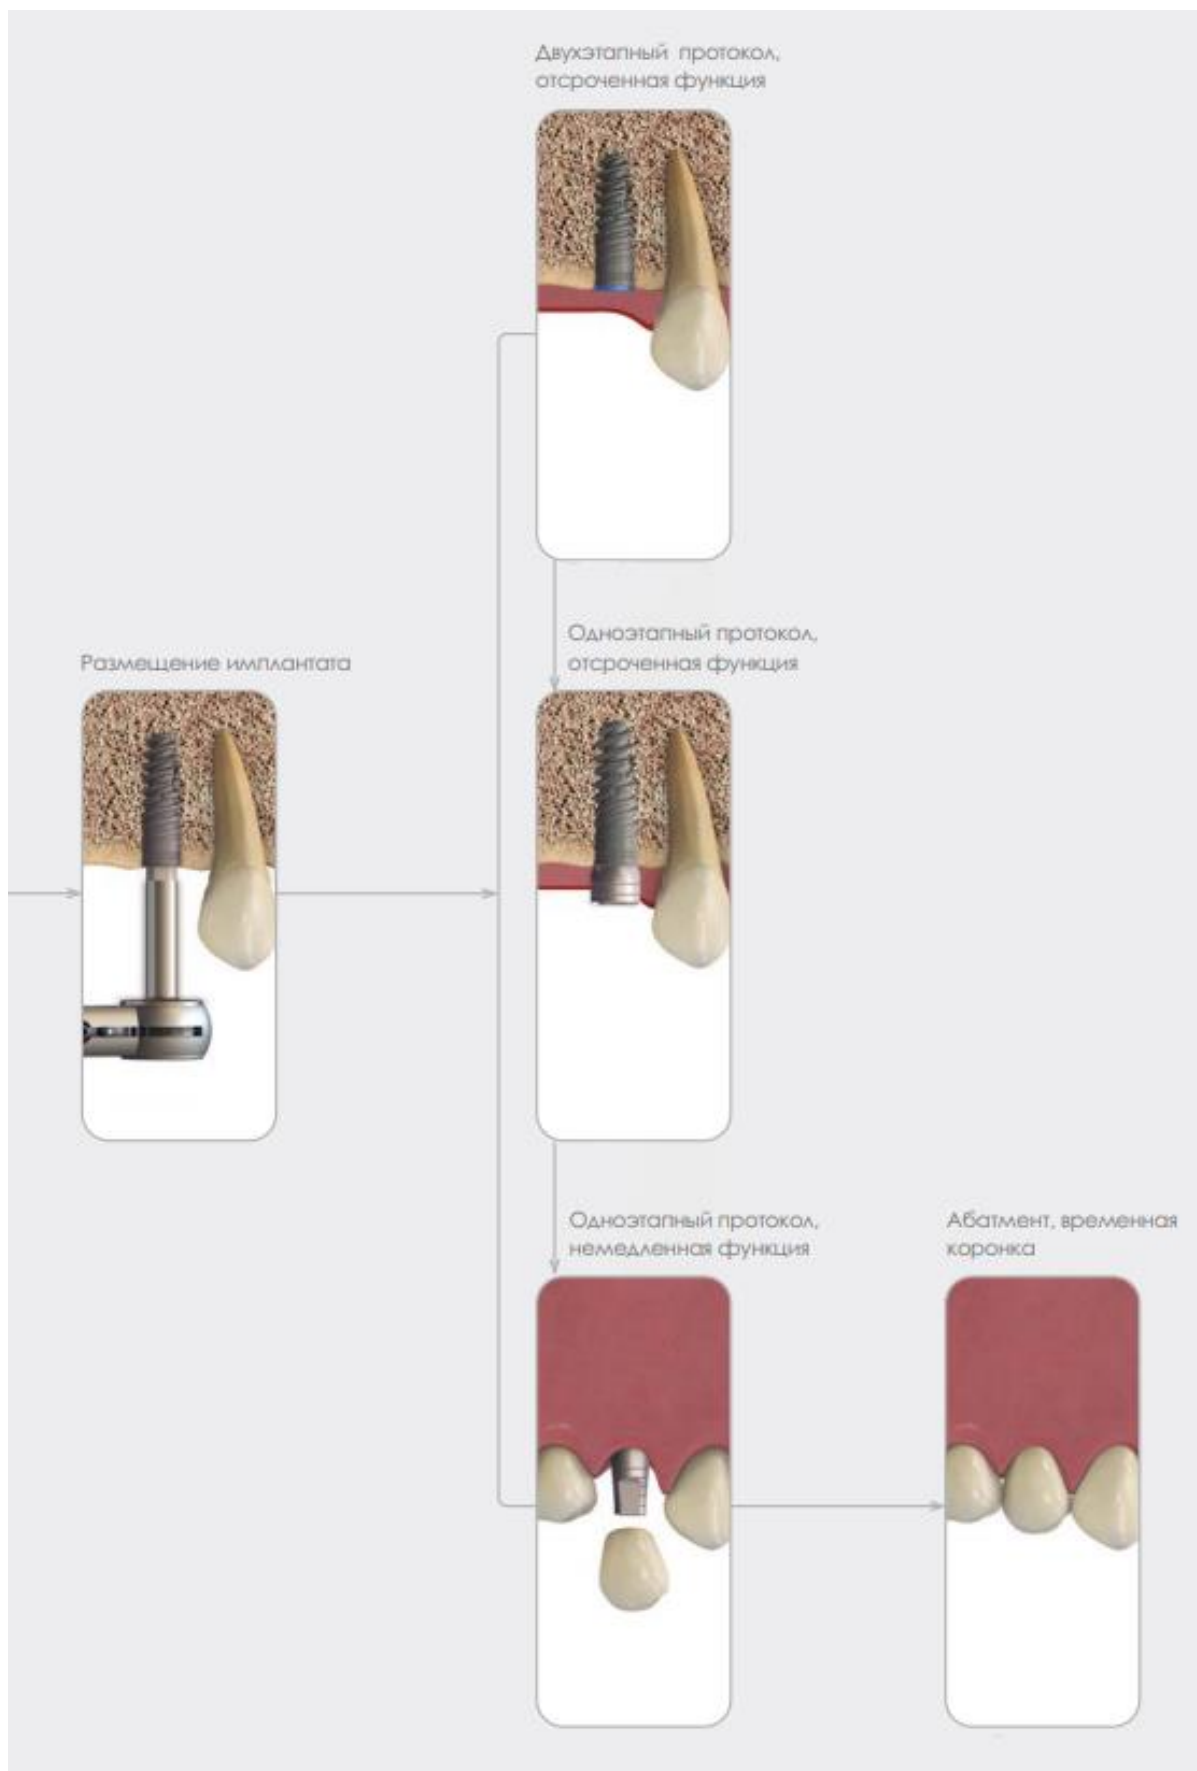 Двухэтапный протокол,
отсроченная функция
Одноэтапный протокол,
отсроченная функция
Размещение имплантата
Одноэтапный протокол,
немедленная функция
Абатмент, временная
коронка